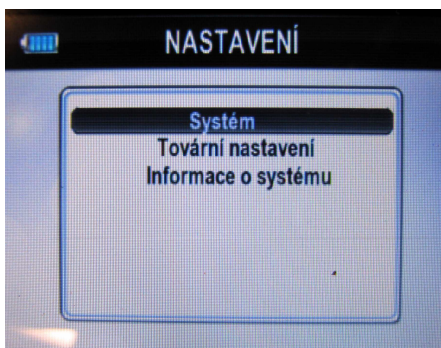 NASTAVENÍ
Systém
Tovární nastavení
Informace o systému